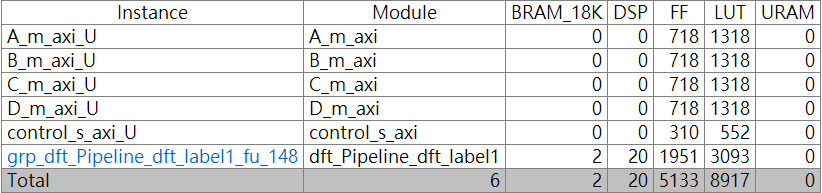 Instance Module BRAM_18K DSP FF LUT URAM
A_m_axi_U A_m_axi 0 0 718 1318 0
B_m_axi_U B_m_axi 0 0 718 1318 0
C_m_axi_U C_m_axi 0 0 718 1318 0
D_m_axi_U D_m_axi 0 0 718 1318 0
control_s_axi_U control_s_axi 0 0 310 552 0
grp_dft_Pipeline_dft_label1_fu_148 dft_Pipeline_dft_label1 2 20 1951 3093 0
Total 6 2 20 5133 8917 0